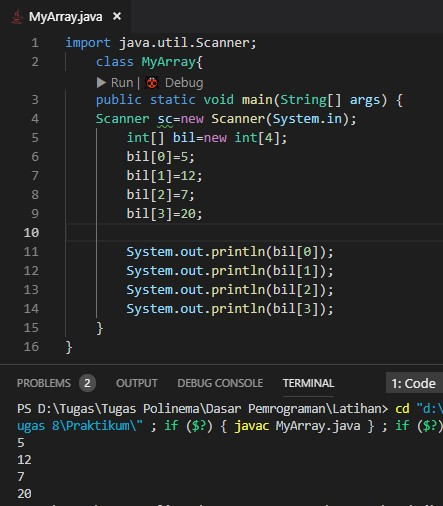 MyArray.java ×
1 import java.util.Scanner;
2 class MyArray{
Run | Debug
3 public static void main(String[] args) {
4 Scanner sc=new Scanner(System.in);
5 int[] bil=new int[4];
6 bil[0]=5;
7 bil[1]=12;
8 bil[2]=7;
9 bil[3]=20;
10
11 System.out.println(bil[0]);
12 System.out.println(bil[1]);
13 System.out.println(bil[2]);
14 System.out.println(bil[3]);
15 }
16 }
PROBLEMS 2 OUTPUT DEBUG CONSOLE TERMINAL 1: Code
PS D:\Tugas\Tugas Polinema\Dasar Pemrograman\Latihan> cd "d:\
ugas 8\Praktikum\" ; if ($?) { javac MyArray.java } ; if ($?)
5
12
7
20